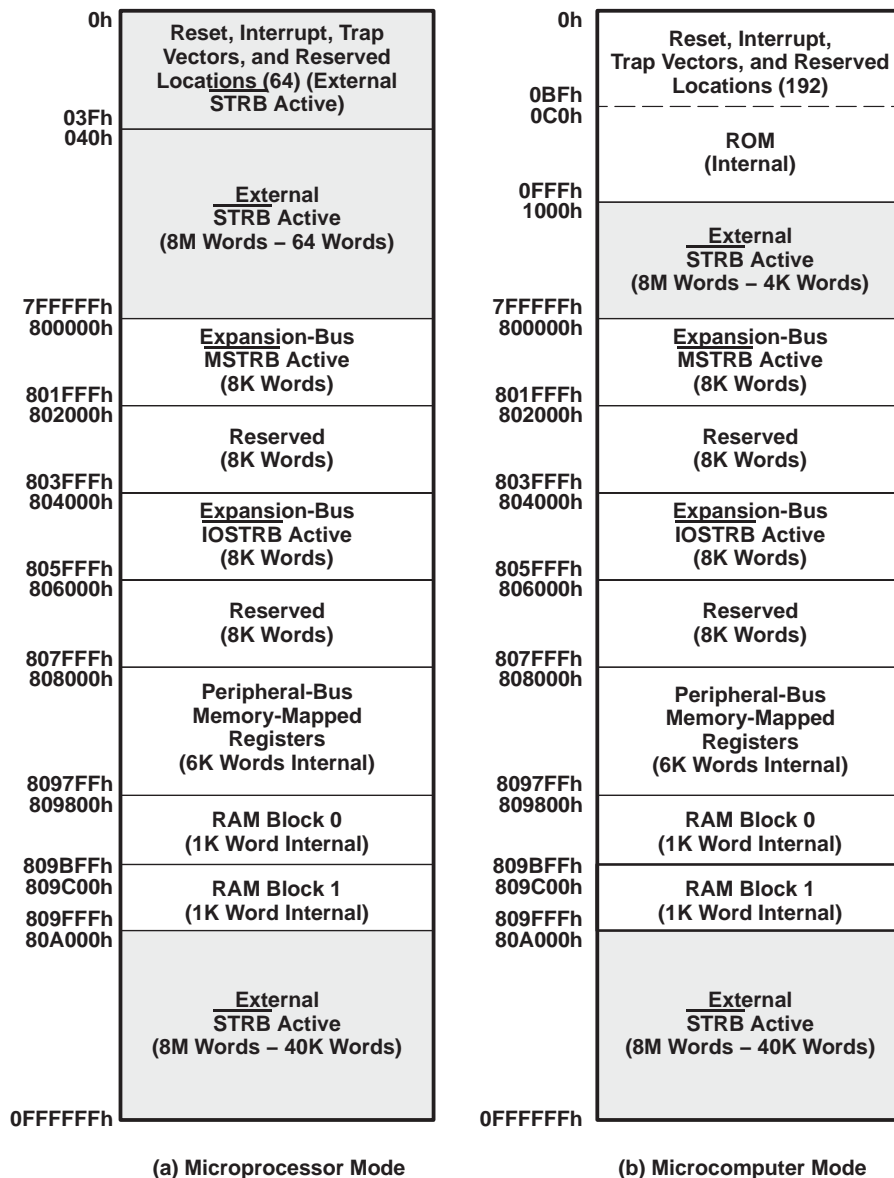 0h
Reset, Interrupt, Trap
Vectors, and Reserved
Locations (64) (External
STRB Active)
03Fh
040h
External
STRB Active
(8M Words – 64 Words)
7FFFFFh
800000h
Expansion-Bus
MSTRB Active
(8K Words)
801FFFh
802000h
Reserved
(8K Words)
803FFFh
804000h
Expansion-Bus
IOSTRB Active
(8K Words)
805FFFh
806000h
Reserved
(8K Words)
807FFFh
808000h
Peripheral-Bus
Memory-Mapped
Registers
(6K Words Internal)
8097FFh
809800h
RAM Block 0
(1K Word Internal)
809BFFh
809C00h
RAM Block 1
(1K Word Internal)
809FFFh
80A000h
External
STRB Active
(8M Words – 40K Words)
0FFFFFFh
(a) Microprocessor Mode
0h
Reset, Interrupt,
Trap Vectors, and Reserved
Locations (192)
0BFh
0C0h
ROM
(Internal)
0FFFh
1000h
External
STRB Active
(8M Words – 4K Words)
7FFFFFh
800000h
Expansion-Bus
MSTRB Active
(8K Words)
801FFFh
802000h
Reserved
(8K Words)
803FFFh
804000h
Expansion-Bus
IOSTRB Active
(8K Words)
805FFFh
806000h
Reserved
(8K Words)
807FFFh
808000h
Peripheral-Bus
Memory-Mapped
Registers
(6K Words Internal)
8097FFh
809800h
RAM Block 0
(1K Word Internal)
809BFFh
809C00h
RAM Block 1
(1K Word Internal)
809FFFh
80A000h
External
STRB Active
(8M Words – 40K Words)
0FFFFFFh
(b) Microcomputer Mode